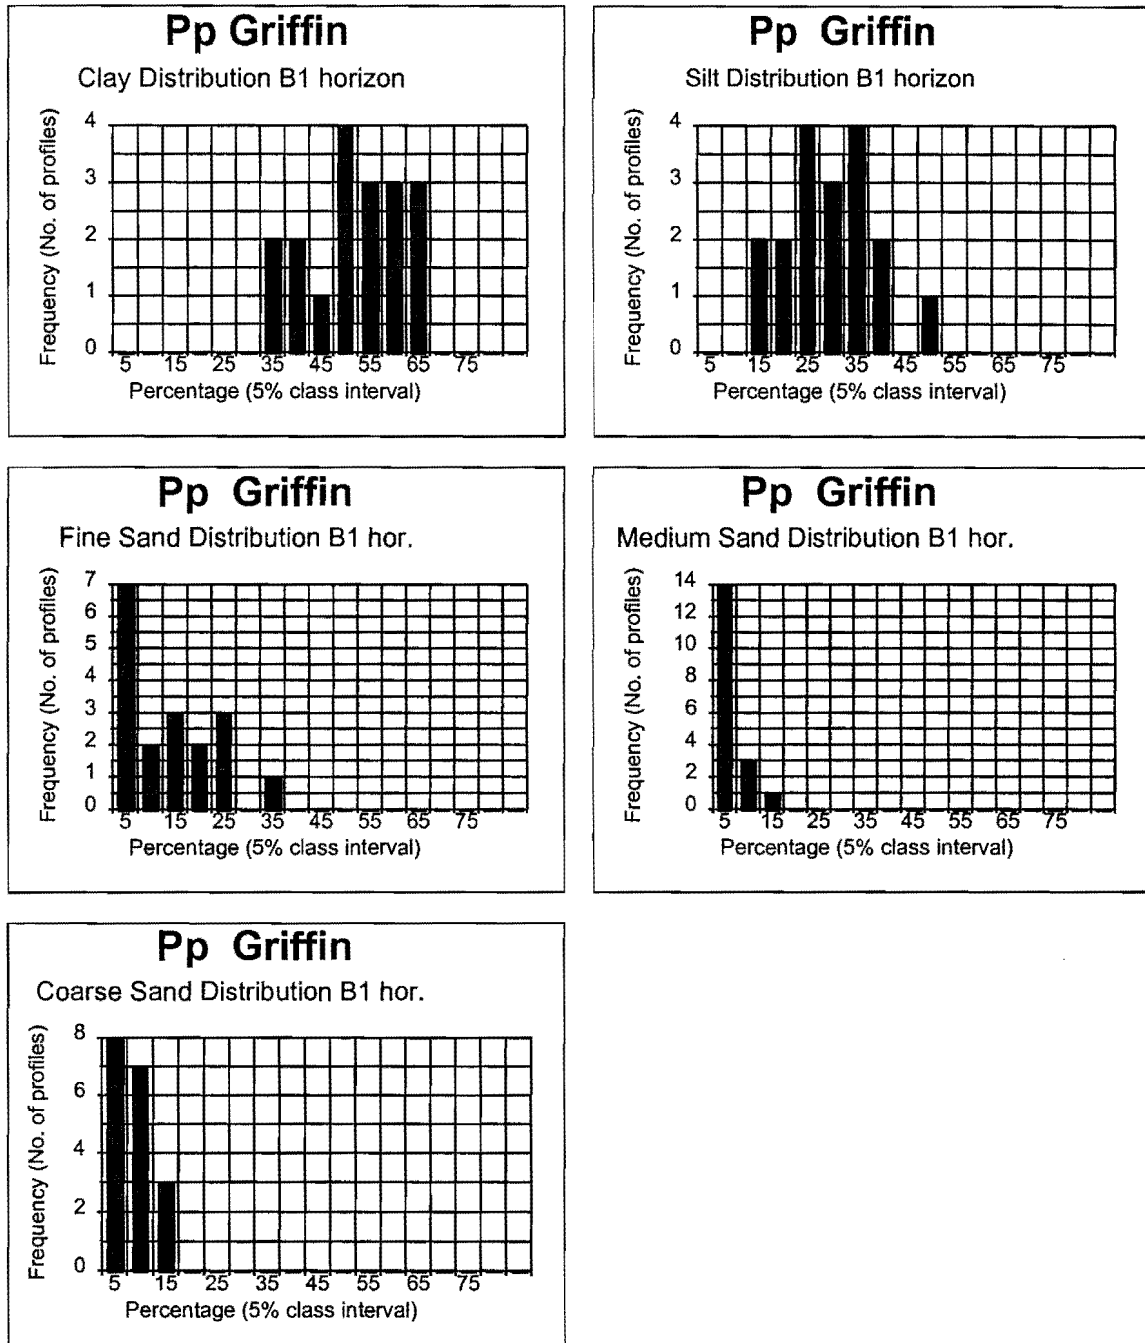 Pp Griffin
Clay Distribution B1 horizon
Frequency (No. of profiles)
4
3
2
1
0
5 15 25 35 45 55 65 75
Percentage (5% class interval)
Pp Griffin
Silt Distribution B1 horizon
Frequency (No. of profiles)
4
3
2
1
0
5 15 25 35 45 55 65 75
Percentage (5% class interval)
Pp Griffin
Fine Sand Distribution B1 hor.
Frequency (No. of profiles)
7
6
5
4
3
2
1
0
5 15 25 35 45 55 65 75
Percentage (5% class interval)
Pp Griffin
Medium Sand Distribution B1 hor.
Frequency (No. of profiles)
14
12
10
8
6
4
2
0
5 15 25 35 45 55 65 75
Percentage (5% class interval)
Pp Griffin
Coarse Sand Distribution B1 hor.
Frequency (No. of profiles)
8
6
4
2
0
5 15 25 35 45 55 65 75
Percentage (5% class interval)